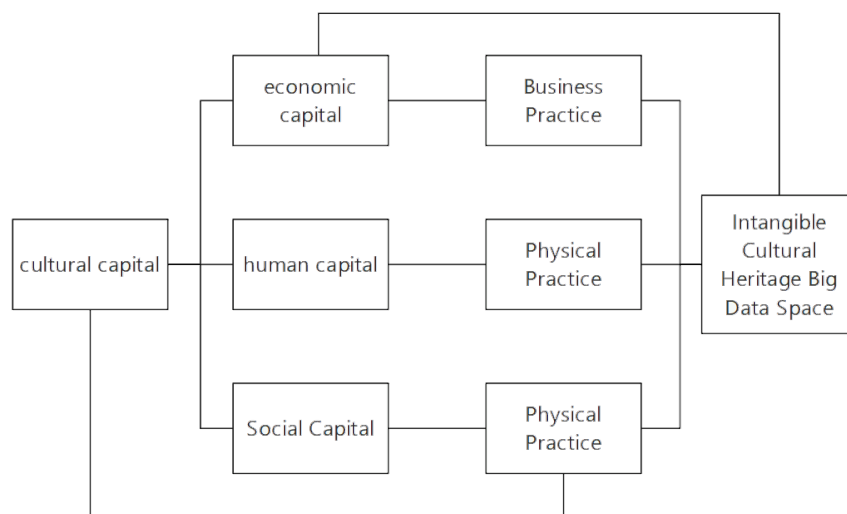 economic
capital
Business
Practice
cultural capital
human capital
Physical
Practice
Intangible
Cultural
Heritage Big
Data Space
Social Capital
Physical
Practice